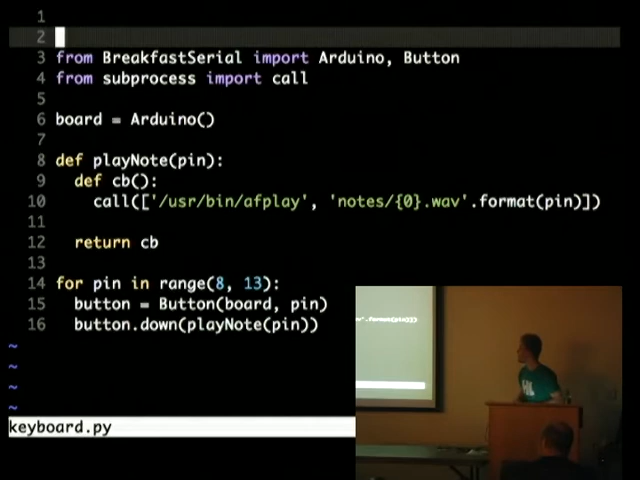 1
2
3 from BreakfastSerial import Arduino, Button
4 from subprocess import call
5
6 board = Arduino()
7
8 def playNote(pin):
9 def cb():
10 call(['/usr/bin/afplay', 'notes/{0}.wav'.format(pin)])
11
12 return cb
13
14 for pin in range(8, 13):
15 button = Button(board, pin)
16 button.down(playNote(pin))
~
~
~
~
keyboard.py
v'.format(pin)])